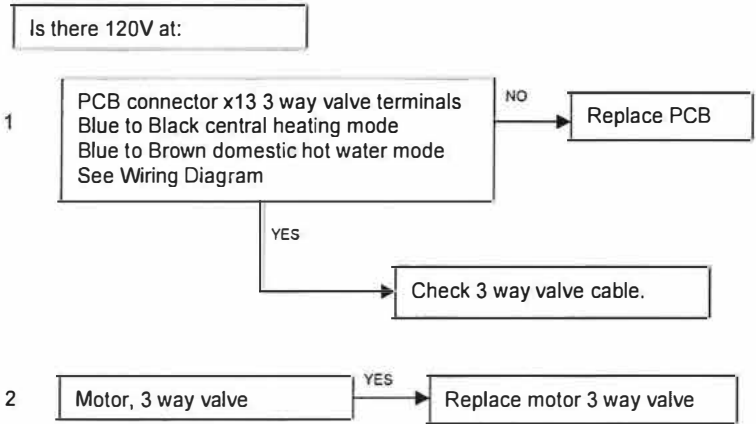 Is there 120V at:
1
PCB connector x13 3 way valve terminals
Blue to Black central heating mode
Blue to Brown domestic hot water mode
See Wiring Diagram
NO
Replace PCB
YES
Check 3 way valve cable.
2
Motor, 3 way valve
YES
Replace motor 3 way valve